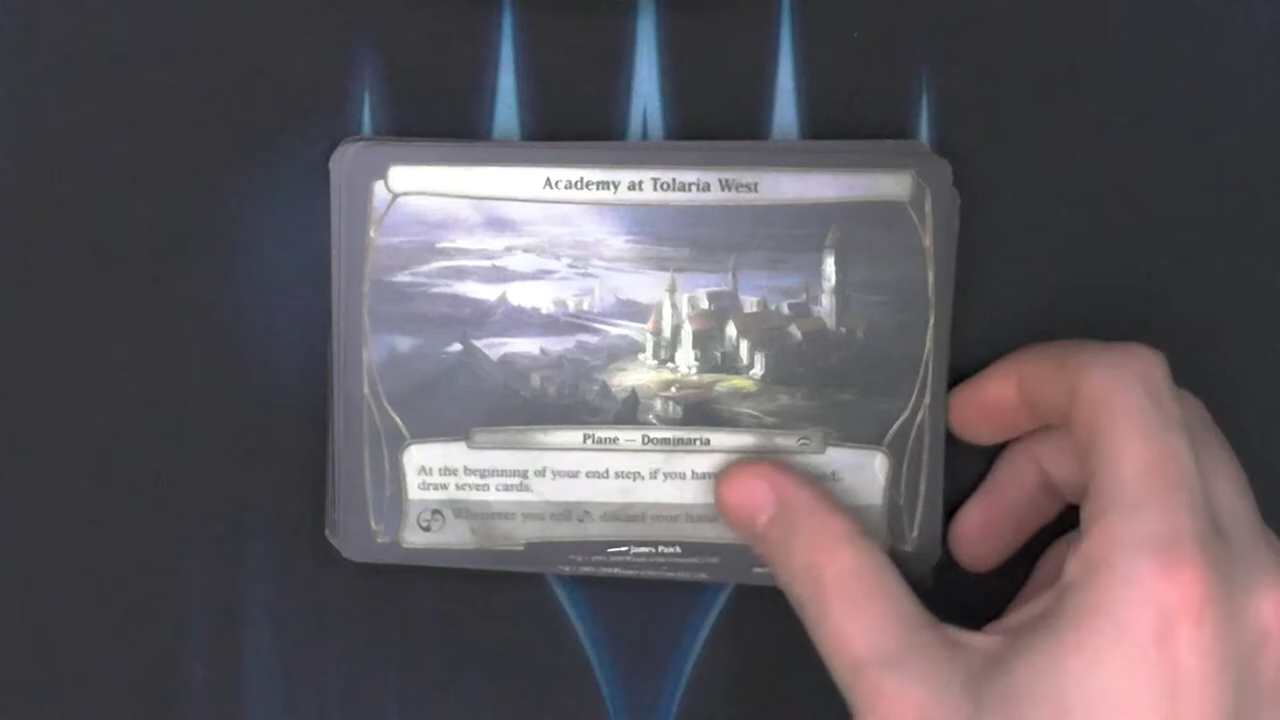 Academy at Tolaria West
Plane — Dominaria
At the beginning of your end step, if you have
draw seven cards.
Whenever you roll, discard your hand
James Paick